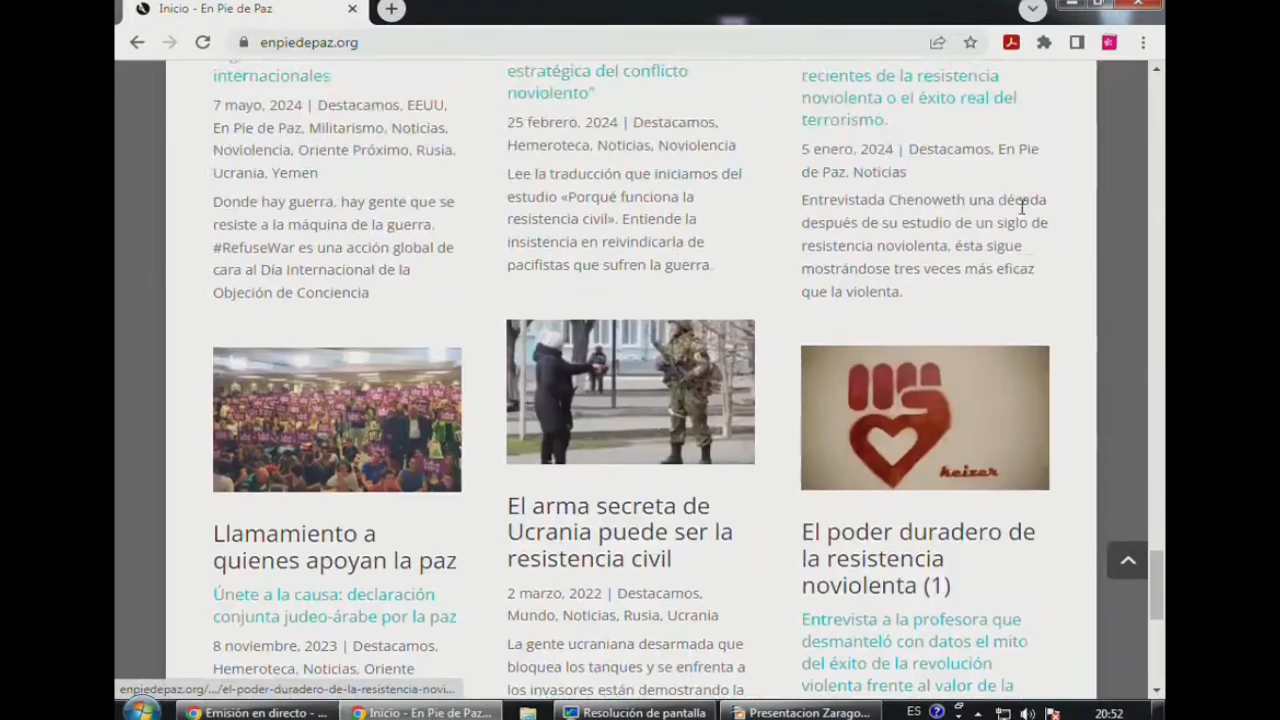 Inicio - En Pie de Paz
enpiedepaz.org
internacionales
7 mayo, 2024 | Destacamos, EEUU,
En Pie de Paz, Militarismo, Noticias,
Noviolencia, Oriente Próximo, Rusia,
Ucrania, Yemen
Donde hay guerra, hay gente que se
resiste a la máquina de la guerra.
#RefuseWar es una acción global de
cara al Día Internacional de la
Objeción de Conciencia
estratégica del conflicto
noviolento"
25 febrero, 2024 | Destacamos,
Hemeroteca, Noticias, Noviolencia
Lee la traducción que iniciamos del
estudio «Porqué funciona la
resistencia civil». Entiende la
insistencia en reivindicarla de
pacifistas que sufren la guerra.
recientes de la resistencia
noviolenta o el éxito real del
terrorismo.
5 enero, 2024 | Destacamos, En Pie
de Paz, Noticias
Entrevistada Chenoweth una década
después de su estudio de un siglo de
resistencia noviolenta, ésta sigue
mostrándose tres veces más eficaz
que la violenta.
keizer
Llamamiento a
quienes apoyan la paz
Únete a la causa: declaración
conjunta judeo-árabe por la paz
8 noviembre, 2023 | Destacamos,
Hemeroteca, Noticias, Oriente
El arma secreta de
Ucrania puede ser la
resistencia civil
2 marzo, 2022 | Destacamos,
Mundo, Noticias, Rusia, Ucrania
La gente ucraniana desarmada que
bloquea los tanques y se enfrenta a
los invasores están demostrando la
El poder duradero de
la resistencia
noviolenta (1)
Entrevista a la profesora que
desmanteló con datos el mito
del éxito de la revolución
violenta frente al valor de la
enpiedepaz.org/.../el-poder-duradero-de-la-resistencia-novi...
Emisión en directo - ...
Inicio - En Pie de Paz...
Resolución de pantalla
Presentacion Zarago...
ES
20:52